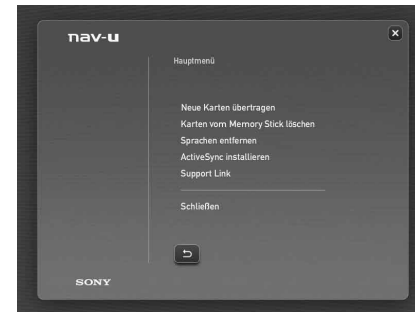 nav-u
Hauptmenü
Neue Karten übertragen
Karten vom Memory Stick löschen
Sprachen entfernen
ActiveSync installieren
Support Link
Schließen
SONY